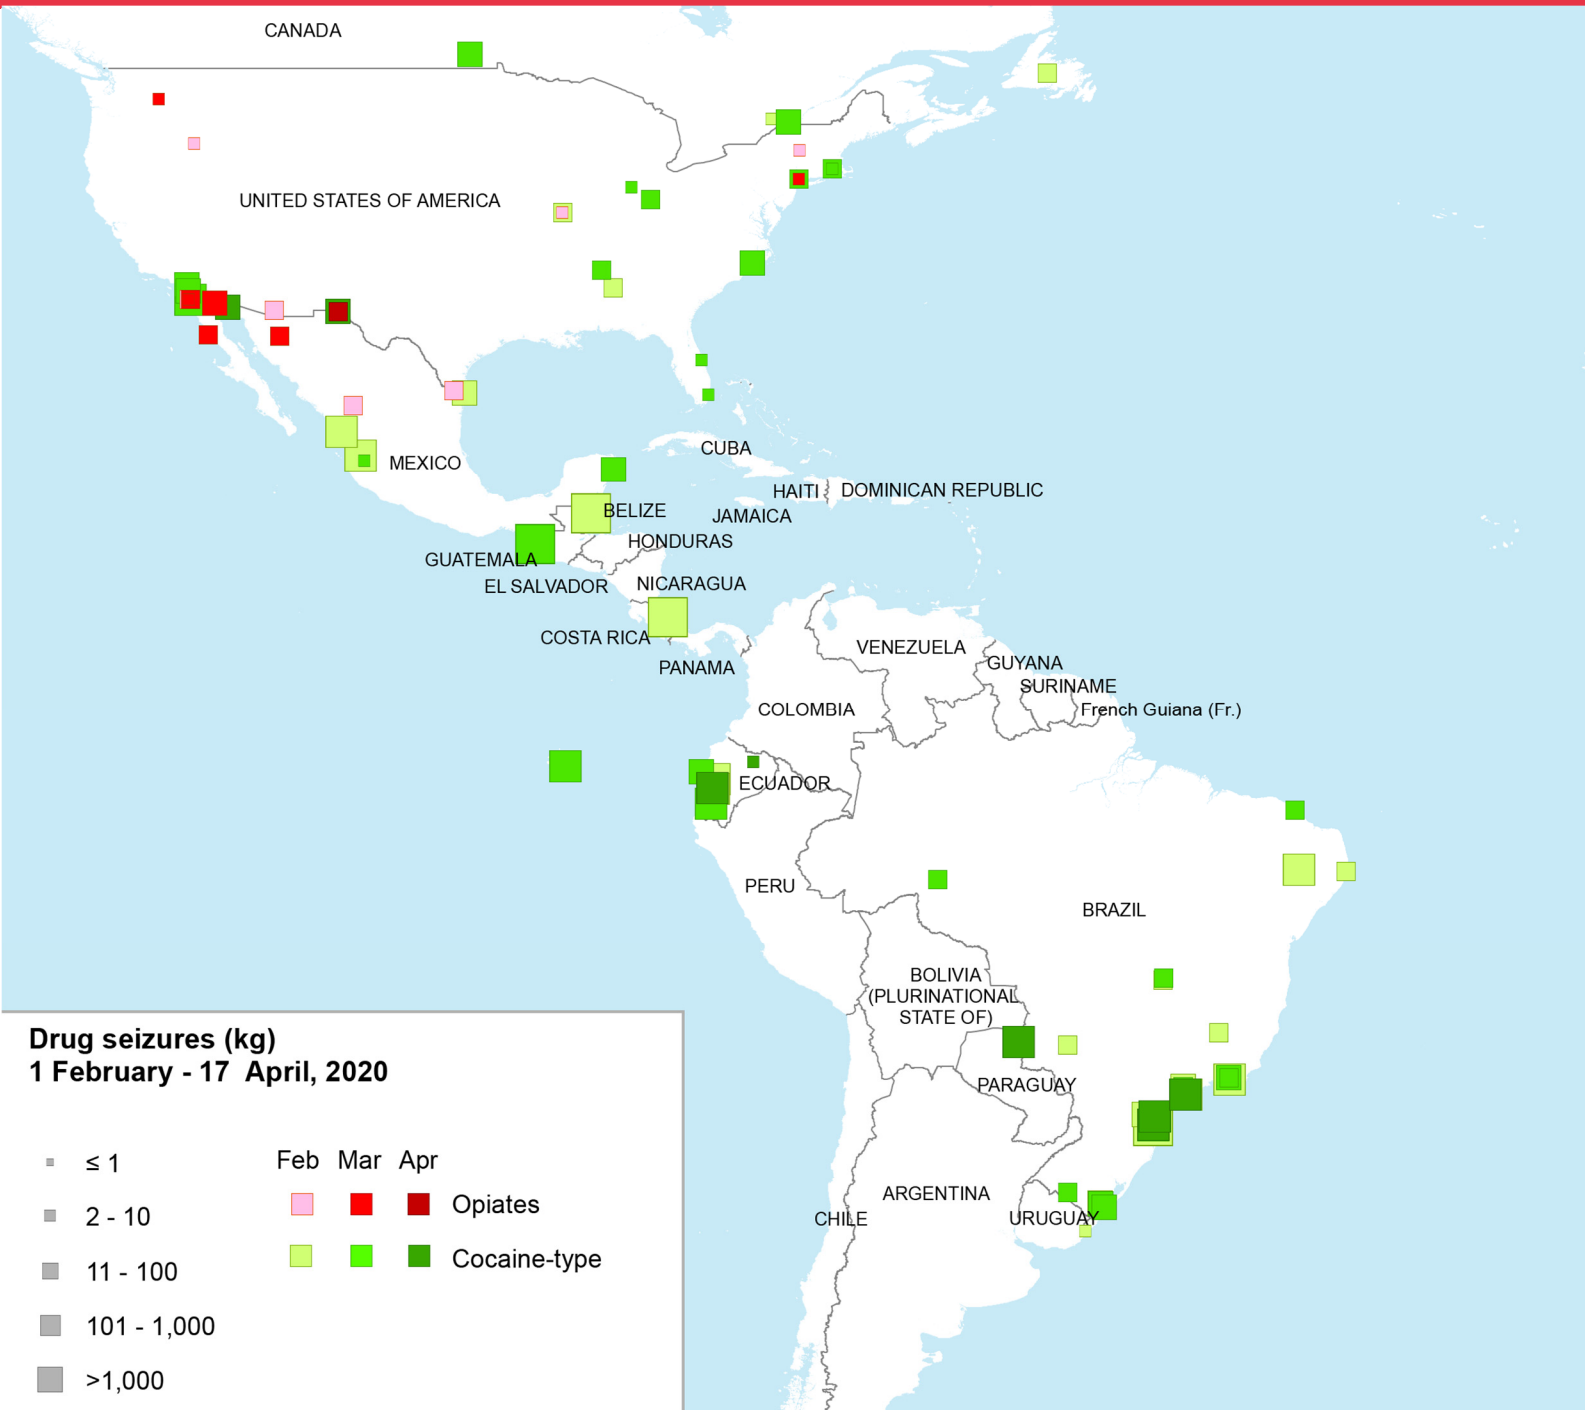 CANADA
UNITED STATES OF AMERICA
CUBA
MEXICO
HAITI
DOMINICAN REPUBLIC
BELIZE
JAMAICA
HONDURAS
GUATEMALA
EL SALVADOR
NICARAGUA
COSTA RICA
VENEZUELA
PANAMA
GUYANA
SURINAME
COLOMBIA
French Guiana (Fr.)
ECUADOR
PERU
BRAZIL
BOLIVIA
(PLURINATIONAL
STATE OF)
PARAGUAY
ARGENTINA
CHILE
URUGUAY
Drug seizures (kg)
1 February - 17 April, 2020
≤ 1
2 - 10
11 - 100
101 - 1,000
>1,000
Feb Mar Apr
Opiates
Cocaine-type